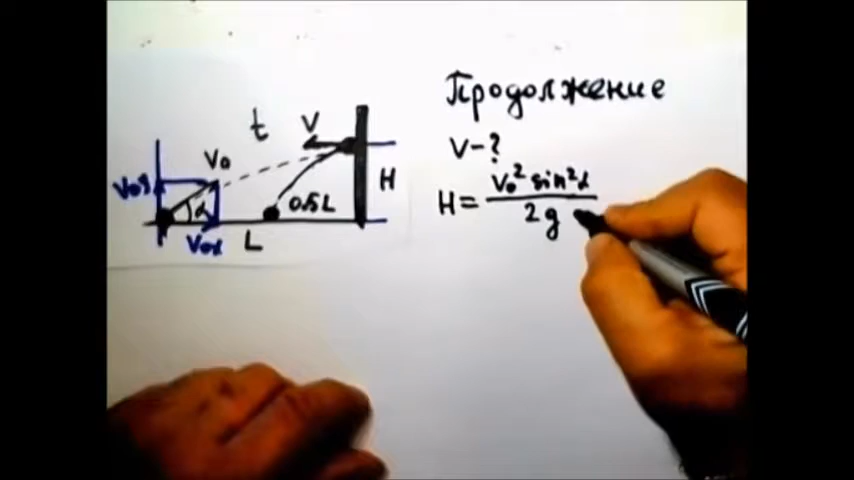 Продолжение
V-?
H = V₀² sin²α / 2g
t
V
V₀
V₀y
H
α
0.5L
V₀x
L